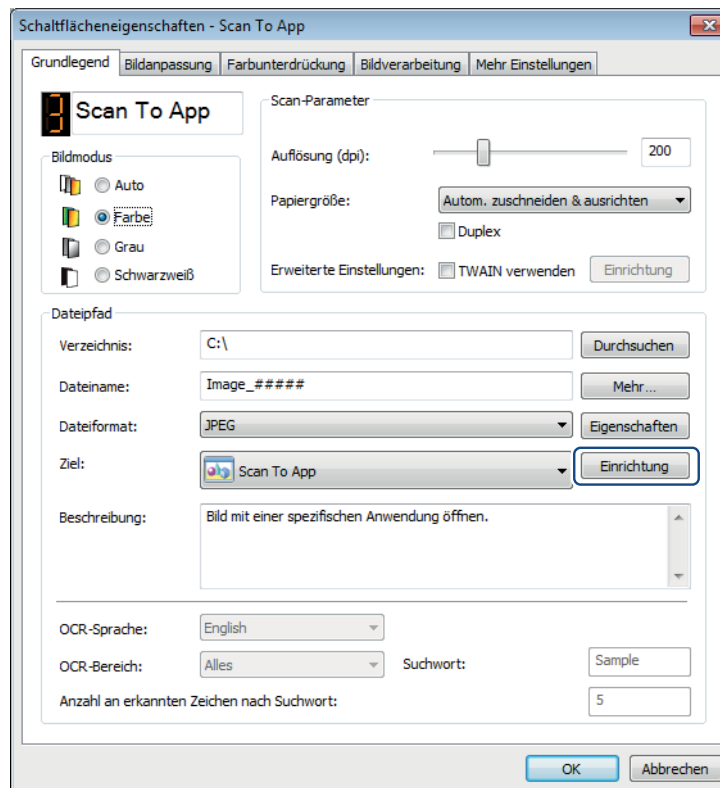 Schaltflächeneigenschaften - Scan To App
Grundlegend Bildanpassung Farbunterdrückung Bildverarbeitung Mehr Einstellungen
3 Scan To App
Scan-Parameter
Auflösung (dpi): 200
Bildmodus
Auto
Farbe
Grau
Schwarzweiß
Papiergröße: Autom. zuschneiden & ausrichten
Duplex
Erweiterte Einstellungen: TWAIN verwenden Einrichtung
Dateipfad
Verzeichnis: C:\ Durchsuchen
Dateiname: Image_##### Mehr...
Dateiformat: JPEG Eigenschaften
Ziel: Scan To App Einrichtung
Beschreibung: Bild mit einer spezifischen Anwendung öffnen.
OCR-Sprache: English
OCR-Bereich: Alles Suchwort: Sample
Anzahl an erkannten Zeichen nach Suchwort: 5
OK Abbrechen